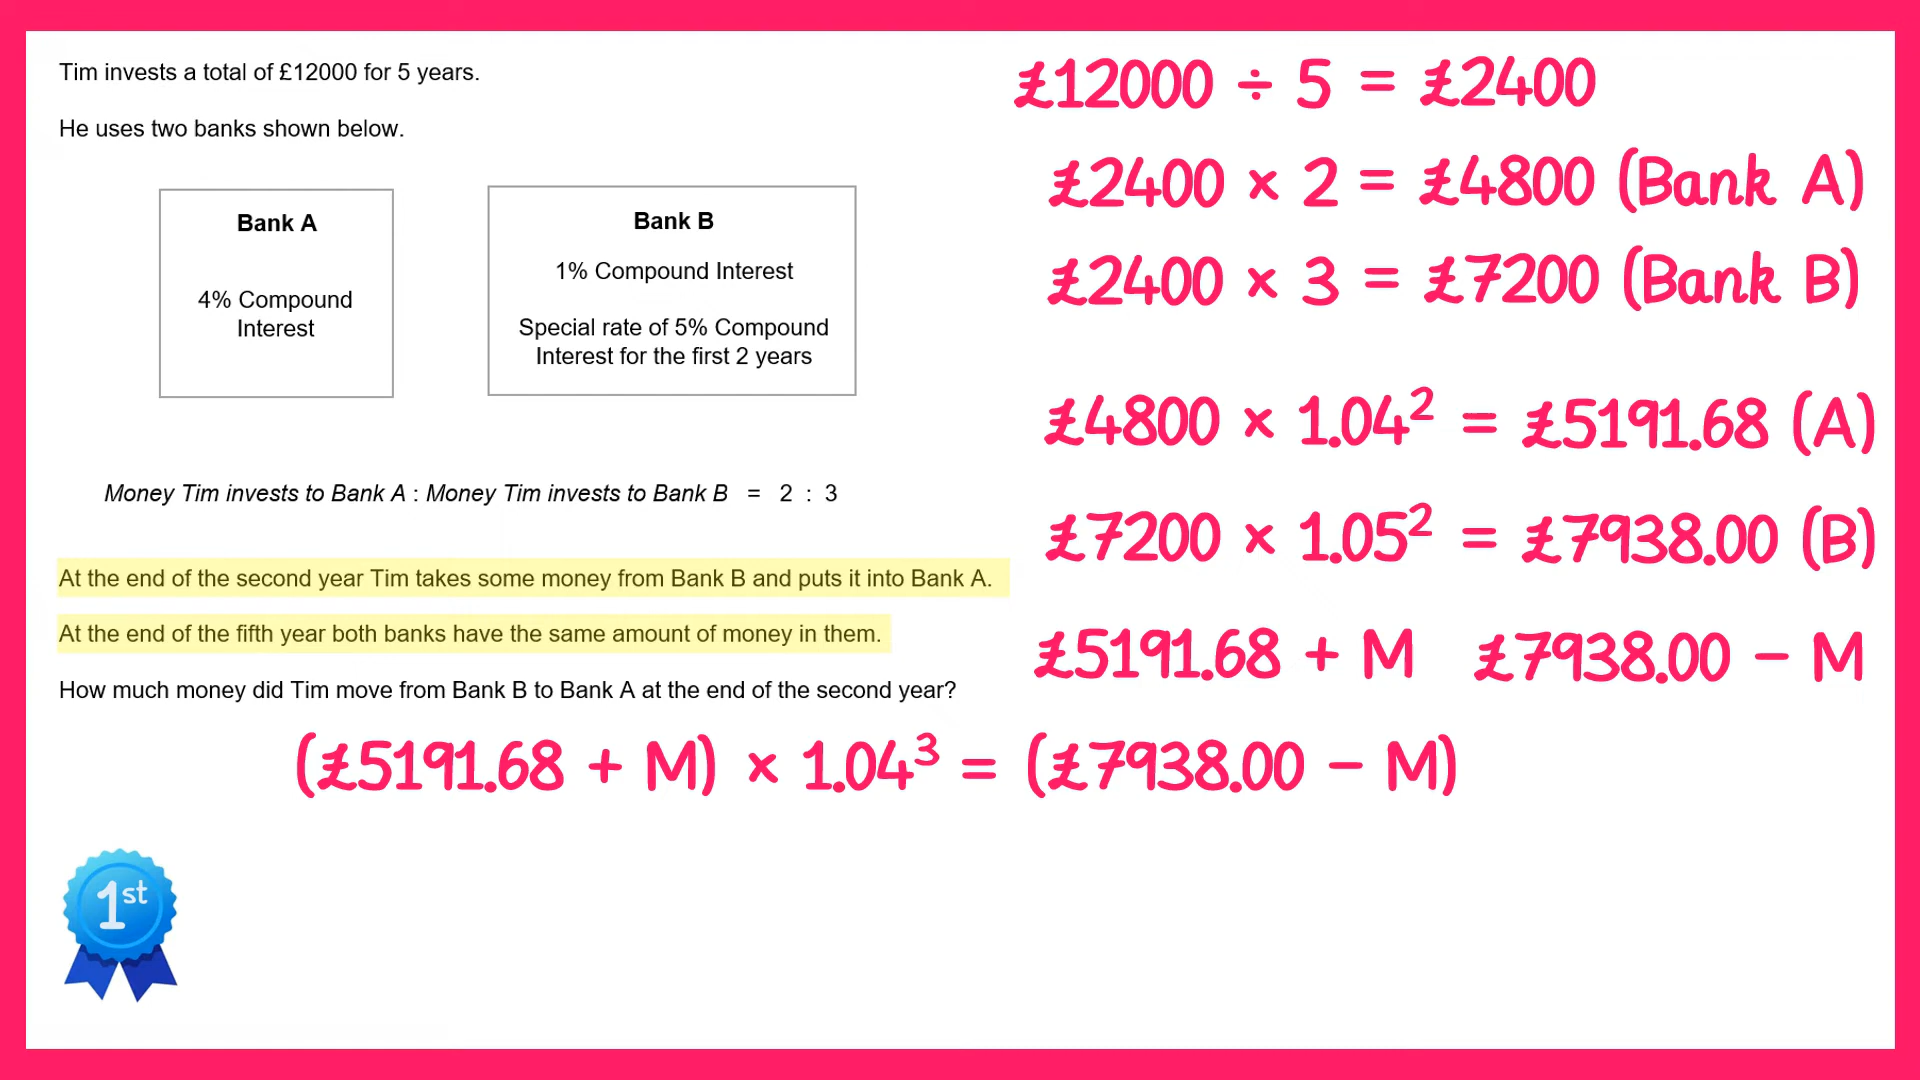 Tim invests a total of £12000 for 5 years.
He uses two banks shown below.
Bank A
4% Compound
Interest
Bank B
1% Compound Interest
Special rate of 5% Compound
Interest for the first 2 years
Money Tim invests to Bank A : Money Tim invests to Bank B = 2 : 3
At the end of the second year Tim takes some money from Bank B and puts it into Bank A.
At the end of the fifth year both banks have the same amount of money in them.
How much money did Tim move from Bank B to Bank A at the end of the second year?
£12000 ÷ 5 = £2400
£2400 × 2 = £4800 (Bank A)
£2400 × 3 = £7200 (Bank B)
£4800 × 1.04² = £5191.68 (A)
£7200 × 1.05² = £7938.00 (B)
£5191.68 + M £7938.00 − M
(£5191.68 + M) × 1.04³ = (£7938.00 − M)
1st